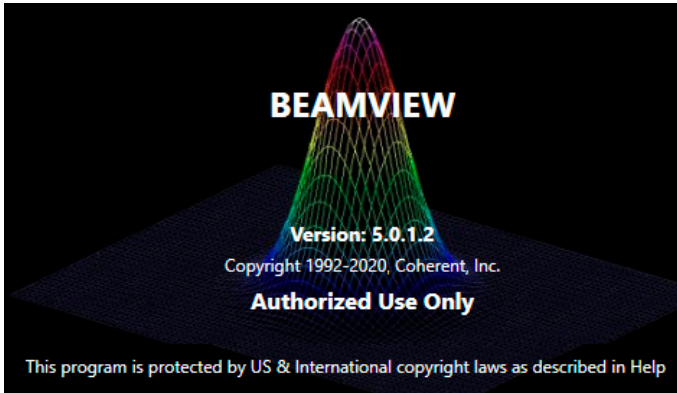 BEAMVIEW
Version: 5.0.1.2
Copyright 1992-2020, Coherent, Inc.
Authorized Use Only
This program is protected by US & International copyright laws as described in Help